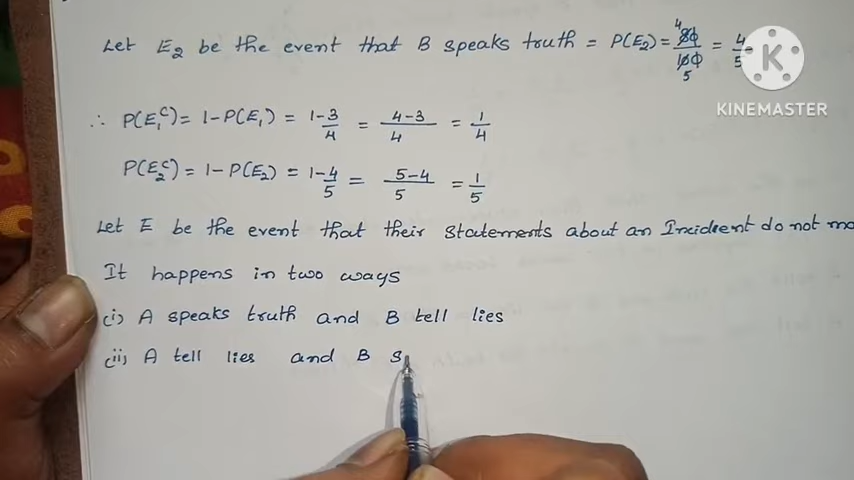 Let E₂ be the event that B speaks truth = P(E₂) = 80/100 = 4/5
∴ P(E₁ᶜ) = 1 - P(E₁) = 1 - 3/4 = 4-3/4 = 1/4
P(E₂ᶜ) = 1 - P(E₂) = 1 - 4/5 = 5-4/5 = 1/5
Let E be the event that their statements about an Incident do not
It happens in two ways
(i) A speaks truth and B tell lies
(ii) A tell lies and B S
K
KINEMASTER